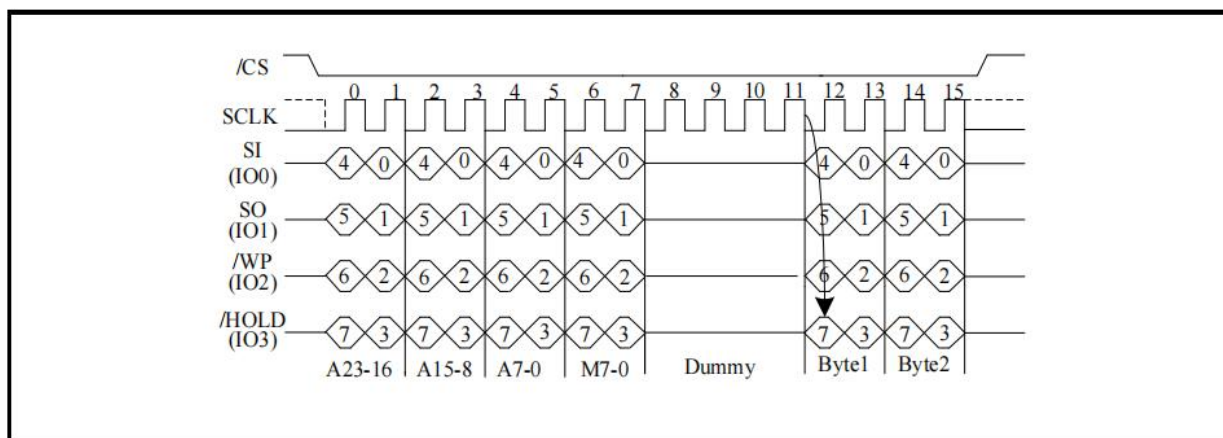 /CS
0 1 2 3 4 5 6 7 8 9 10 11 12 13 14 15
SCLK
SI
(IO0)
4 0 4 0 4 0 4 0 4 0 4 0
SO
(IO1)
5 1 5 1 5 1 5 1 5 1 5 1
/WP
(IO2)
6 2 6 2 6 2 6 2 6 2 6 2
/HOLD
(IO3)
7 3 7 3 7 3 7 3 7 3 7 3
A23-16 A15-8 A7-0 M7-0 Dummy Byte1 Byte2